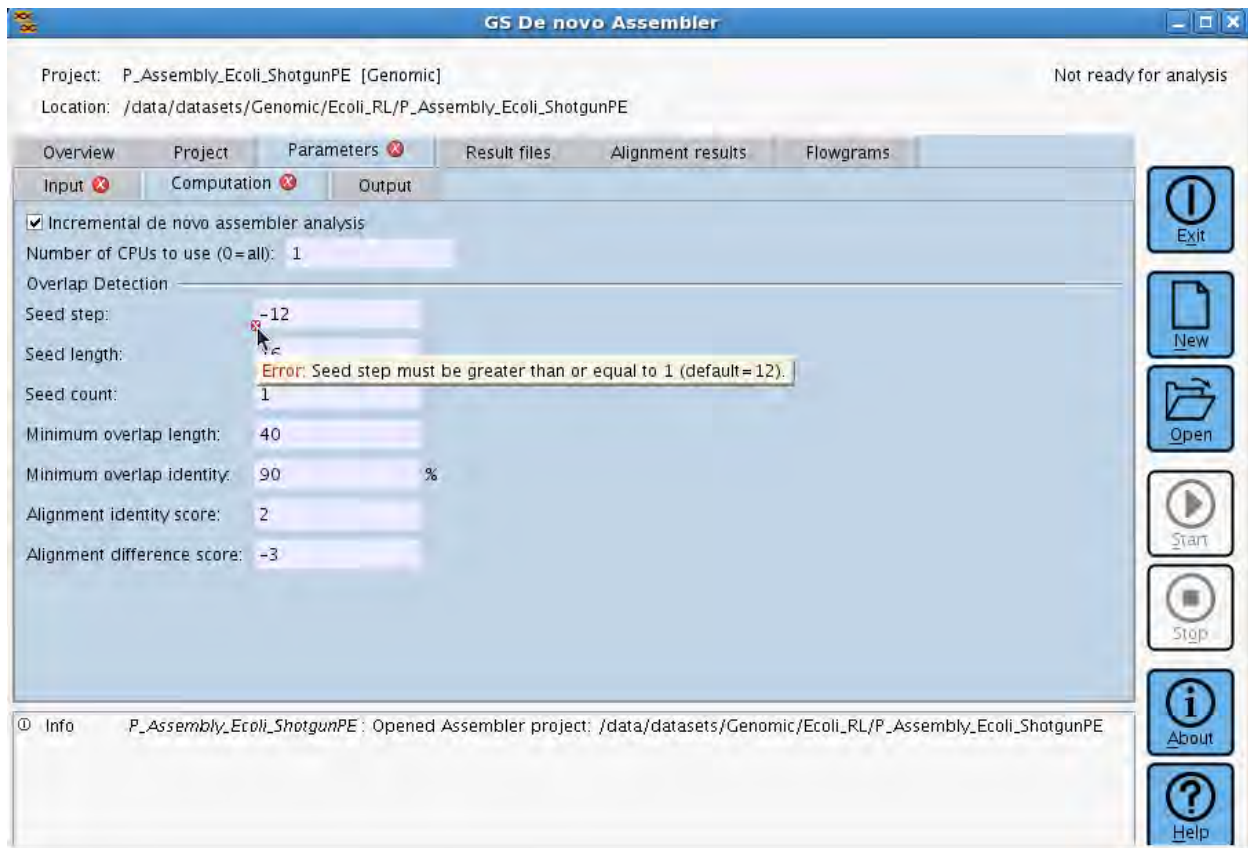 GS De novo Assembler
Project: P_Assembly_Ecoli_ShotgunPE [Genomic]
Not ready for analysis
Location: /data/datasets/Genomic/Ecoli_RL/P_Assembly_Ecoli_ShotgunPE
Overview Project Parameters Result files Alignment results Flowgrams
Input Computation Output
Incremental de novo assembler analysis
Number of CPUs to use (0=all): 1
Overlap Detection
Seed step: -12
Seed length:
Error: Seed step must be greater than or equal to 1 (default=12).
Seed count: 1
Minimum overlap length: 40
Minimum overlap identity: 90 %
Alignment identity score: 2
Alignment difference score: -3
Exit
New
Open
Start
Stop
About
Help
Info P_Assembly_Ecoli_ShotgunPE : Opened Assembler project: /data/datasets/Genomic/Ecoli_RL/P_Assembly_Ecoli_ShotgunPE